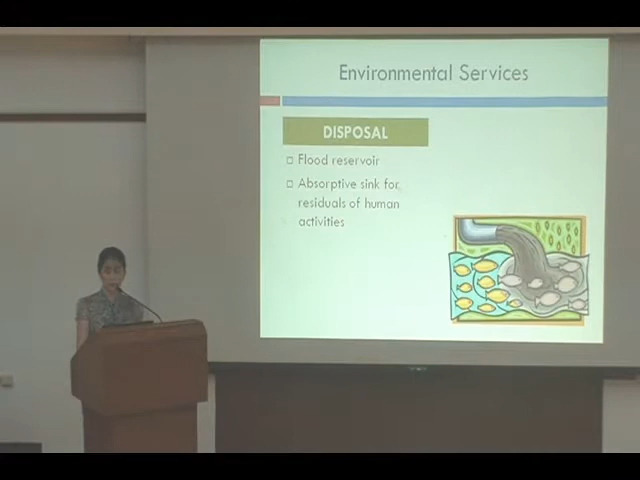 Environmental Services
DISPOSAL
Flood reservoir
Absorptive sink for
residuals of human
activities